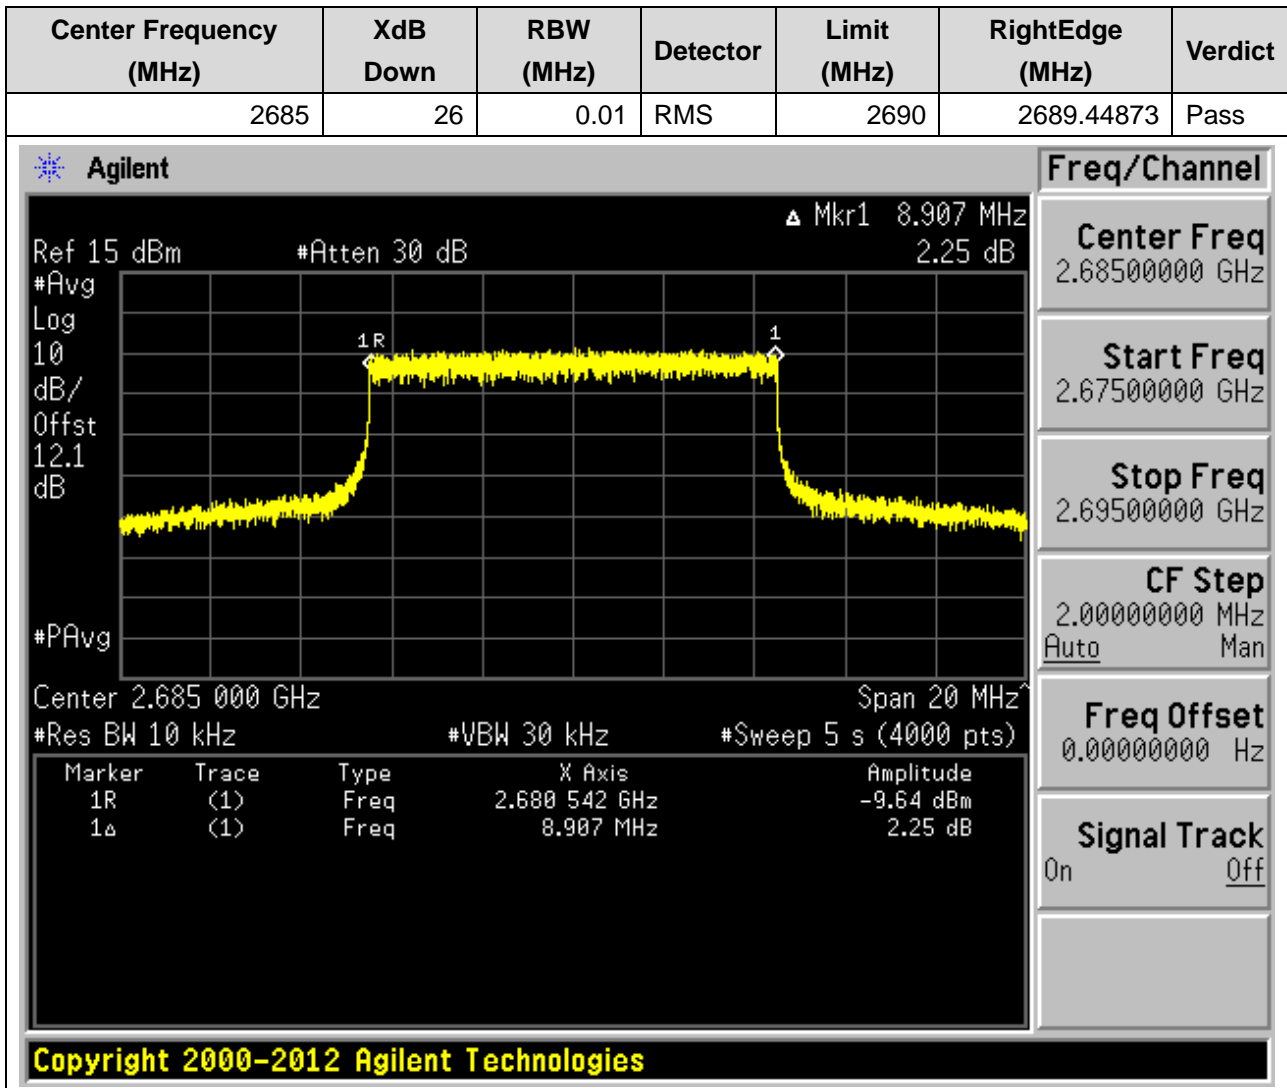 Center Frequency (MHz) XdB Down RBW (MHz) Detector Limit (MHz) RightEdge (MHz) Verdict
2685 26 0.01 RMS 2690 2689.44873 Pass
Agilent
Freq/Channel
Δ Mkr1 8.907 MHz
Ref 15 dBm #Atten 30 dB 2.25 dB
#Avg
Log
10
dB/
Offst
12.1
dB
#PAvg
1R
1
Center 2.685 000 GHz Span 20 MHz^
#Res BW 10 kHz #VBW 30 kHz #Sweep 5 s (4000 pts)
Marker Trace Type X Axis Amplitude
1R (1) Freq 2.680 542 GHz -9.64 dBm
1Δ (1) Freq 8.907 MHz 2.25 dB
Center Freq
2.68500000 GHz
Start Freq
2.67500000 GHz
Stop Freq
2.69500000 GHz
CF Step
2.00000000 MHz
Auto Man
Freq Offset
0.00000000 Hz
Signal Track
On Off
Copyright 2000-2012 Agilent Technologies